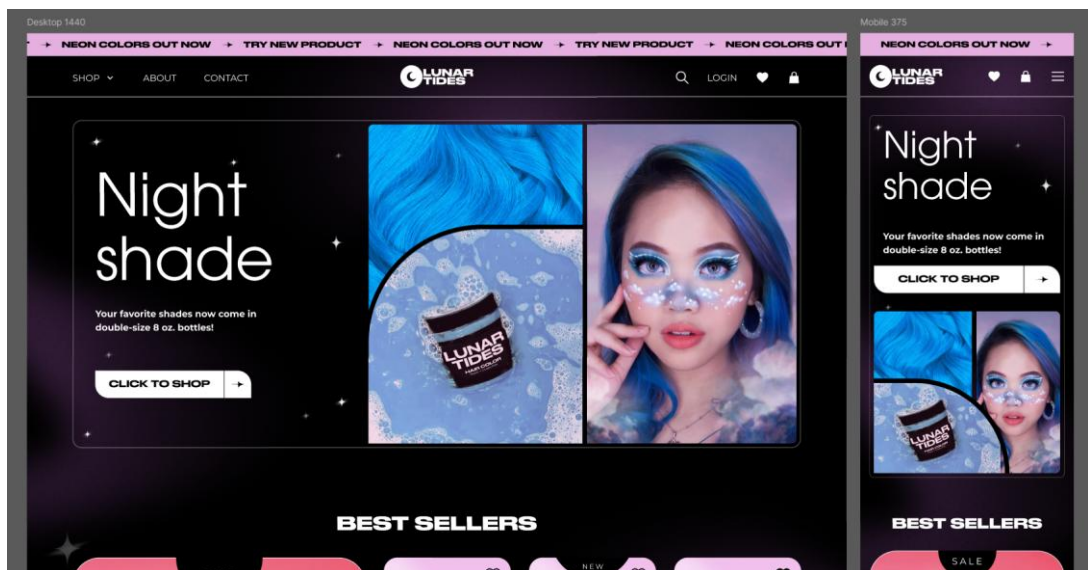 Desktop 1440
NEON COLORS OUT NOW TRY NEW PRODUCT NEON COLORS OUT NOW TRY NEW PRODUCT NEON COLORS OUT
SHOP ABOUT CONTACT
LUNAR
TIDES
LOGIN
Night
shade
Your favorite shades now come in
double-size 8 oz. bottles!
CLICK TO SHOP
LUNAR
TIDES
HAIR COLOR
BEST SELLERS
NEW
Mobile 375
NEON COLORS OUT NOW
LUNAR
TIDES
Night
shade
Your favorite shades now come in
double-size 8 oz. bottles!
CLICK TO SHOP
LUNAR
TIDES
BEST SELLERS
SALE